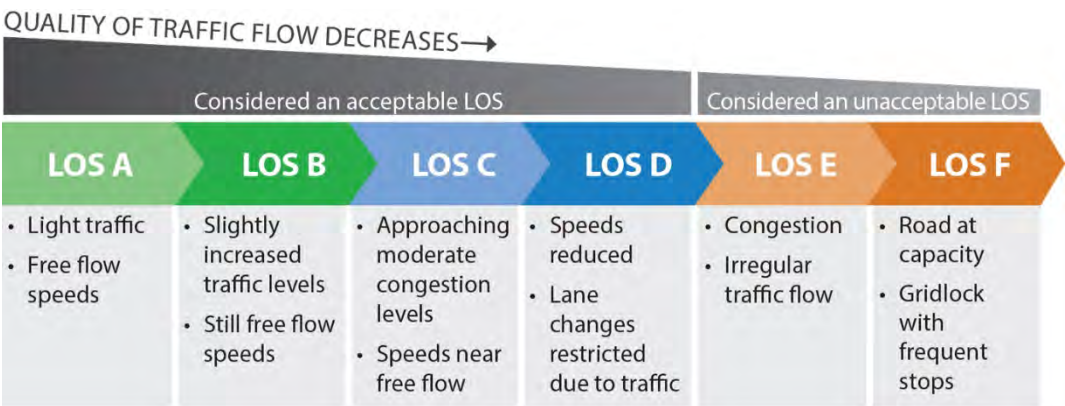 QUALITY OF TRAFFIC FLOW DECREASES→
Considered an acceptable LOS
Considered an unacceptable LOS
LOS A
LOS B
LOS C
LOS D
LOS E
LOS F
• Light traffic
• Free flow
speeds
• Slightly
increased
traffic levels
• Still free flow
speeds
• Approaching
moderate
congestion
levels
• Speeds near
free flow
• Speeds
reduced
• Lane
changes
restricted
due to traffic
• Congestion
• Irregular
traffic flow
• Road at
capacity
• Gridlock
with
frequent
stops